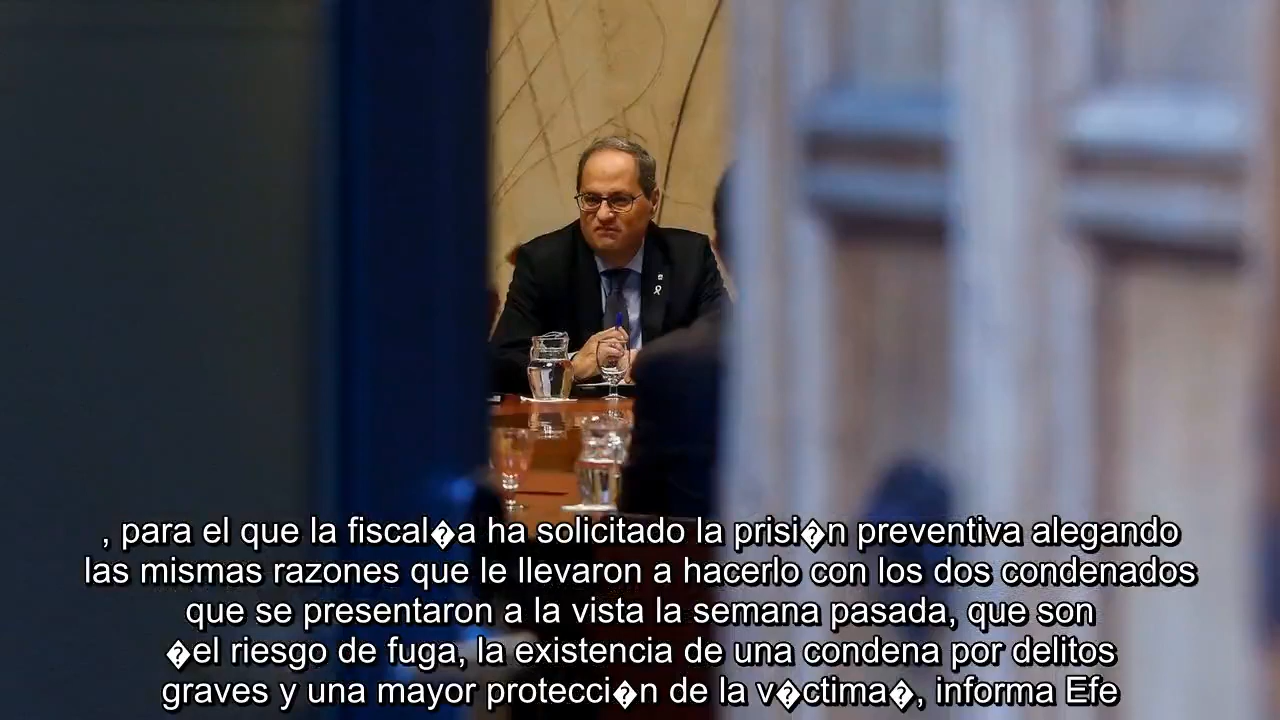 , para el que la fiscal�a ha solicitado la prisi�n preventiva alegando
las mismas razones que le llevaron a hacerlo con los dos condenados
que se presentaron a la vista la semana pasada, que son
�el riesgo de fuga, la existencia de una condena por delitos
graves y una mayor protecci�n de la v�ctima�, informa Efe